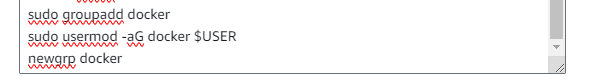 sudo groupadd docker
sudo usermod -aG docker $USER
newgrp docker